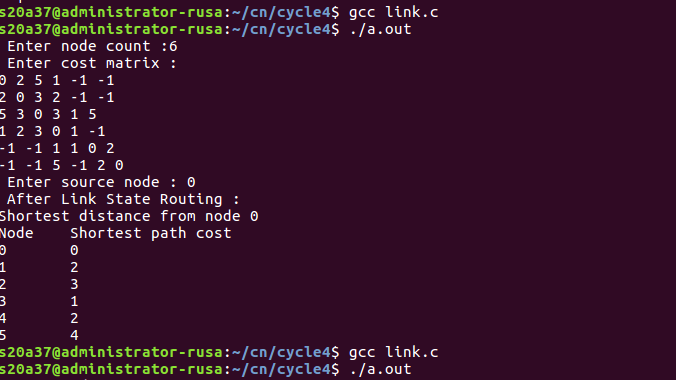 s20a37@administrator-rusa:~/cn/cycle4$ gcc link.c
s20a37@administrator-rusa:~/cn/cycle4$ ./a.out
Enter node count :6
Enter cost matrix :
0 2 5 1 -1 -1
2 0 3 2 -1 -1
5 3 0 3 1 5
1 2 3 0 1 -1
-1 -1 1 1 0 2
-1 -1 5 -1 2 0
Enter source node : 0
After Link State Routing :
Shortest distance from node 0
Node Shortest path cost
0 0
1 2
2 3
3 1
4 2
5 4
s20a37@administrator-rusa:~/cn/cycle4$ gcc link.c
s20a37@administrator-rusa:~/cn/cycle4$ ./a.out